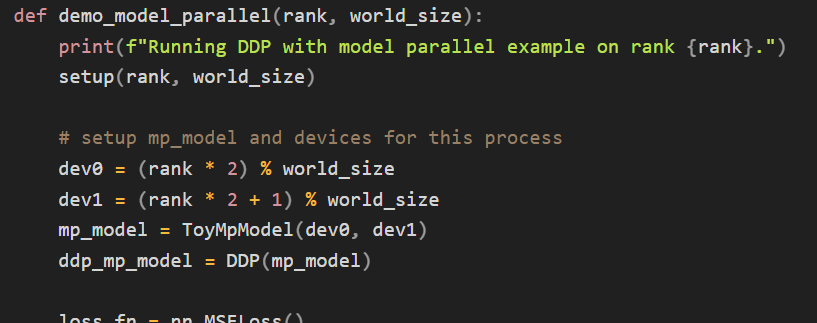 def demo_model_parallel(rank, world_size):
    print(f"Running DDP with model parallel example on rank {rank}.")
    setup(rank, world_size)
    # setup mp_model and devices for this process
    dev0 = (rank * 2) % world_size
    dev1 = (rank * 2 + 1) % world_size
    mp_model = ToyMpModel(dev0, dev1)
    ddp_mp_model = DDP(mp_model)
    loss_fn = nn.MSELoss()